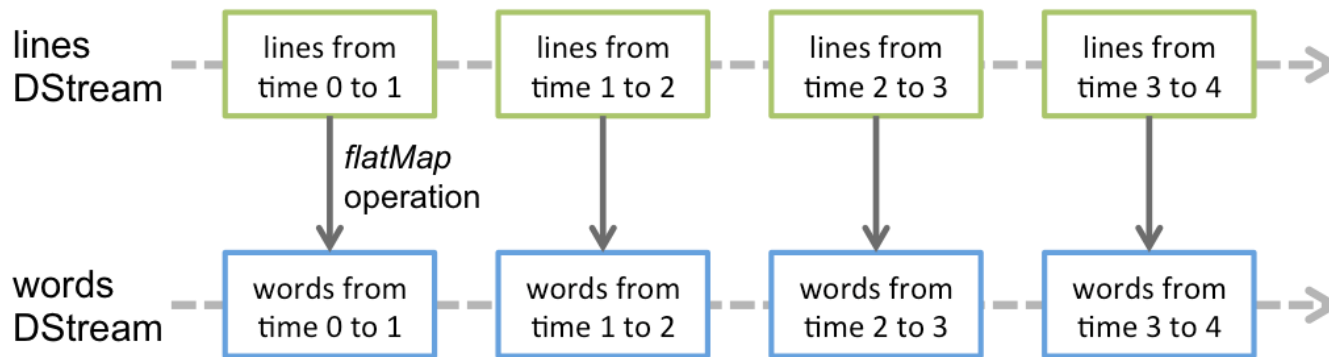 lines
DStream
lines from
time 0 to 1
lines from
time 1 to 2
lines from
time 2 to 3
lines from
time 3 to 4
flatMap
operation
words
DStream
words from
time 0 to 1
words from
time 1 to 2
words from
time 2 to 3
words from
time 3 to 4